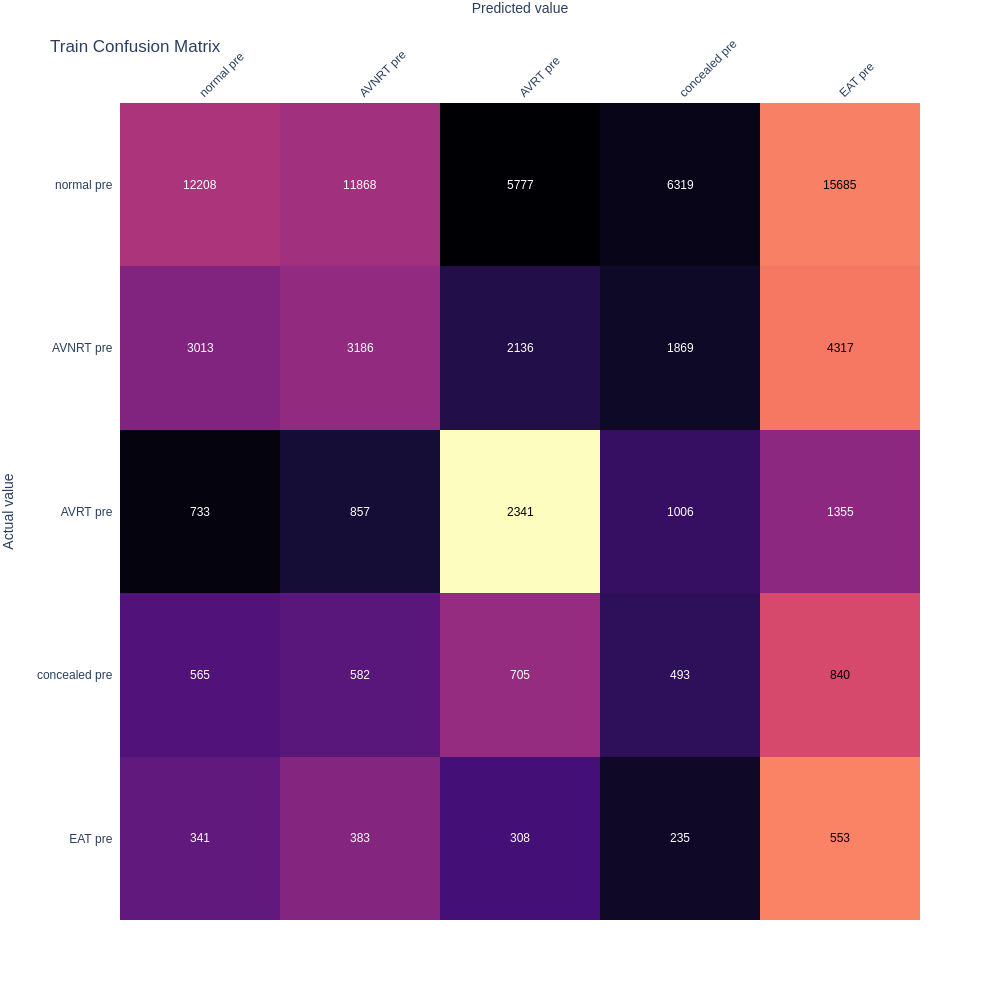 Predicted value
Train Confusion Matrix
normal pre AVNRT pre AVRT pre concealed pre EAT pre
normal pre 12208 11868 5777 6319 15685
AVNRT pre 3013 3186 2136 1869 4317
Actual value
AVRT pre 733 857 2341 1006 1355
concealed pre 565 582 705 493 840
EAT pre 341 383 308 235 553